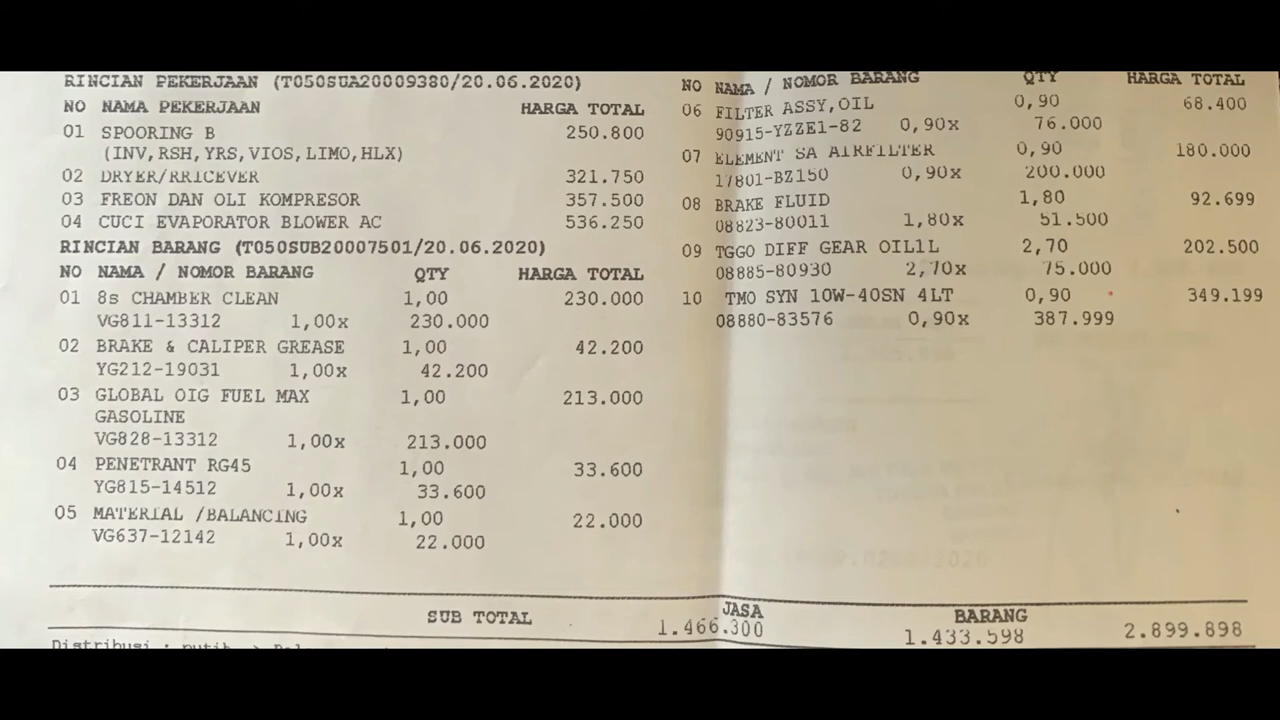 RINCIAN PEKERJAAN (T050SUA20009380/20.06.2020)
NO NAMA PEKERJAAN HARGA TOTAL
01 SPOORING B 250.800
(INV,RSH,YRS,VIOS,LIMO,HLX)
02 DRYER/RRICEVER 321.750
03 FREON DAN OLI KOMPRESOR 357.500
04 CUCI EVAPORATOR BLOWER AC 536.250
RINCIAN BARANG (T050SUB20007501/20.06.2020)
NO NAMA / NOMOR BARANG QTY HARGA TOTAL
01 8s CHAMBER CLEAN 1,00 230.000
VG811-13312 1,00x 230.000
02 BRAKE & CALIPER GREASE 1,00 42.200
YG212-19031 1,00x 42.200
03 GLOBAL OIG FUEL MAX 1,00 213.000
GASOLINE
VG828-13312 1,00x 213.000
04 PENETRANT RG45 1,00 33.600
YG815-14512 1,00x 33.600
05 MATERIAL /BALANCING 1,00 22.000
VG637-12142 1,00x 22.000
NO NAMA / NOMOR BARANG QTY HARGA TOTAL
06 FILTER ASSY,OIL 0,90 68.400
90915-YZZE1-82 0,90x 76.000
07 ELEMENT SA AIRFILTER 0,90 180.000
17801-BZ150 0,90x 200.000
08 BRAKE FLUID 1,80 92.699
08823-80011 1,80x 51.500
09 TGGO DIFF GEAR OIL1L 2,70 202.500
08885-80930 2,70x 75.000
10 TMO SYN 10W-40SN 4LT 0,90 349.199
08880-83576 0,90x 387.999
JASA BARANG
SUB TOTAL 1.466.300 1.433.598 2.899.898
Distribusi : putih